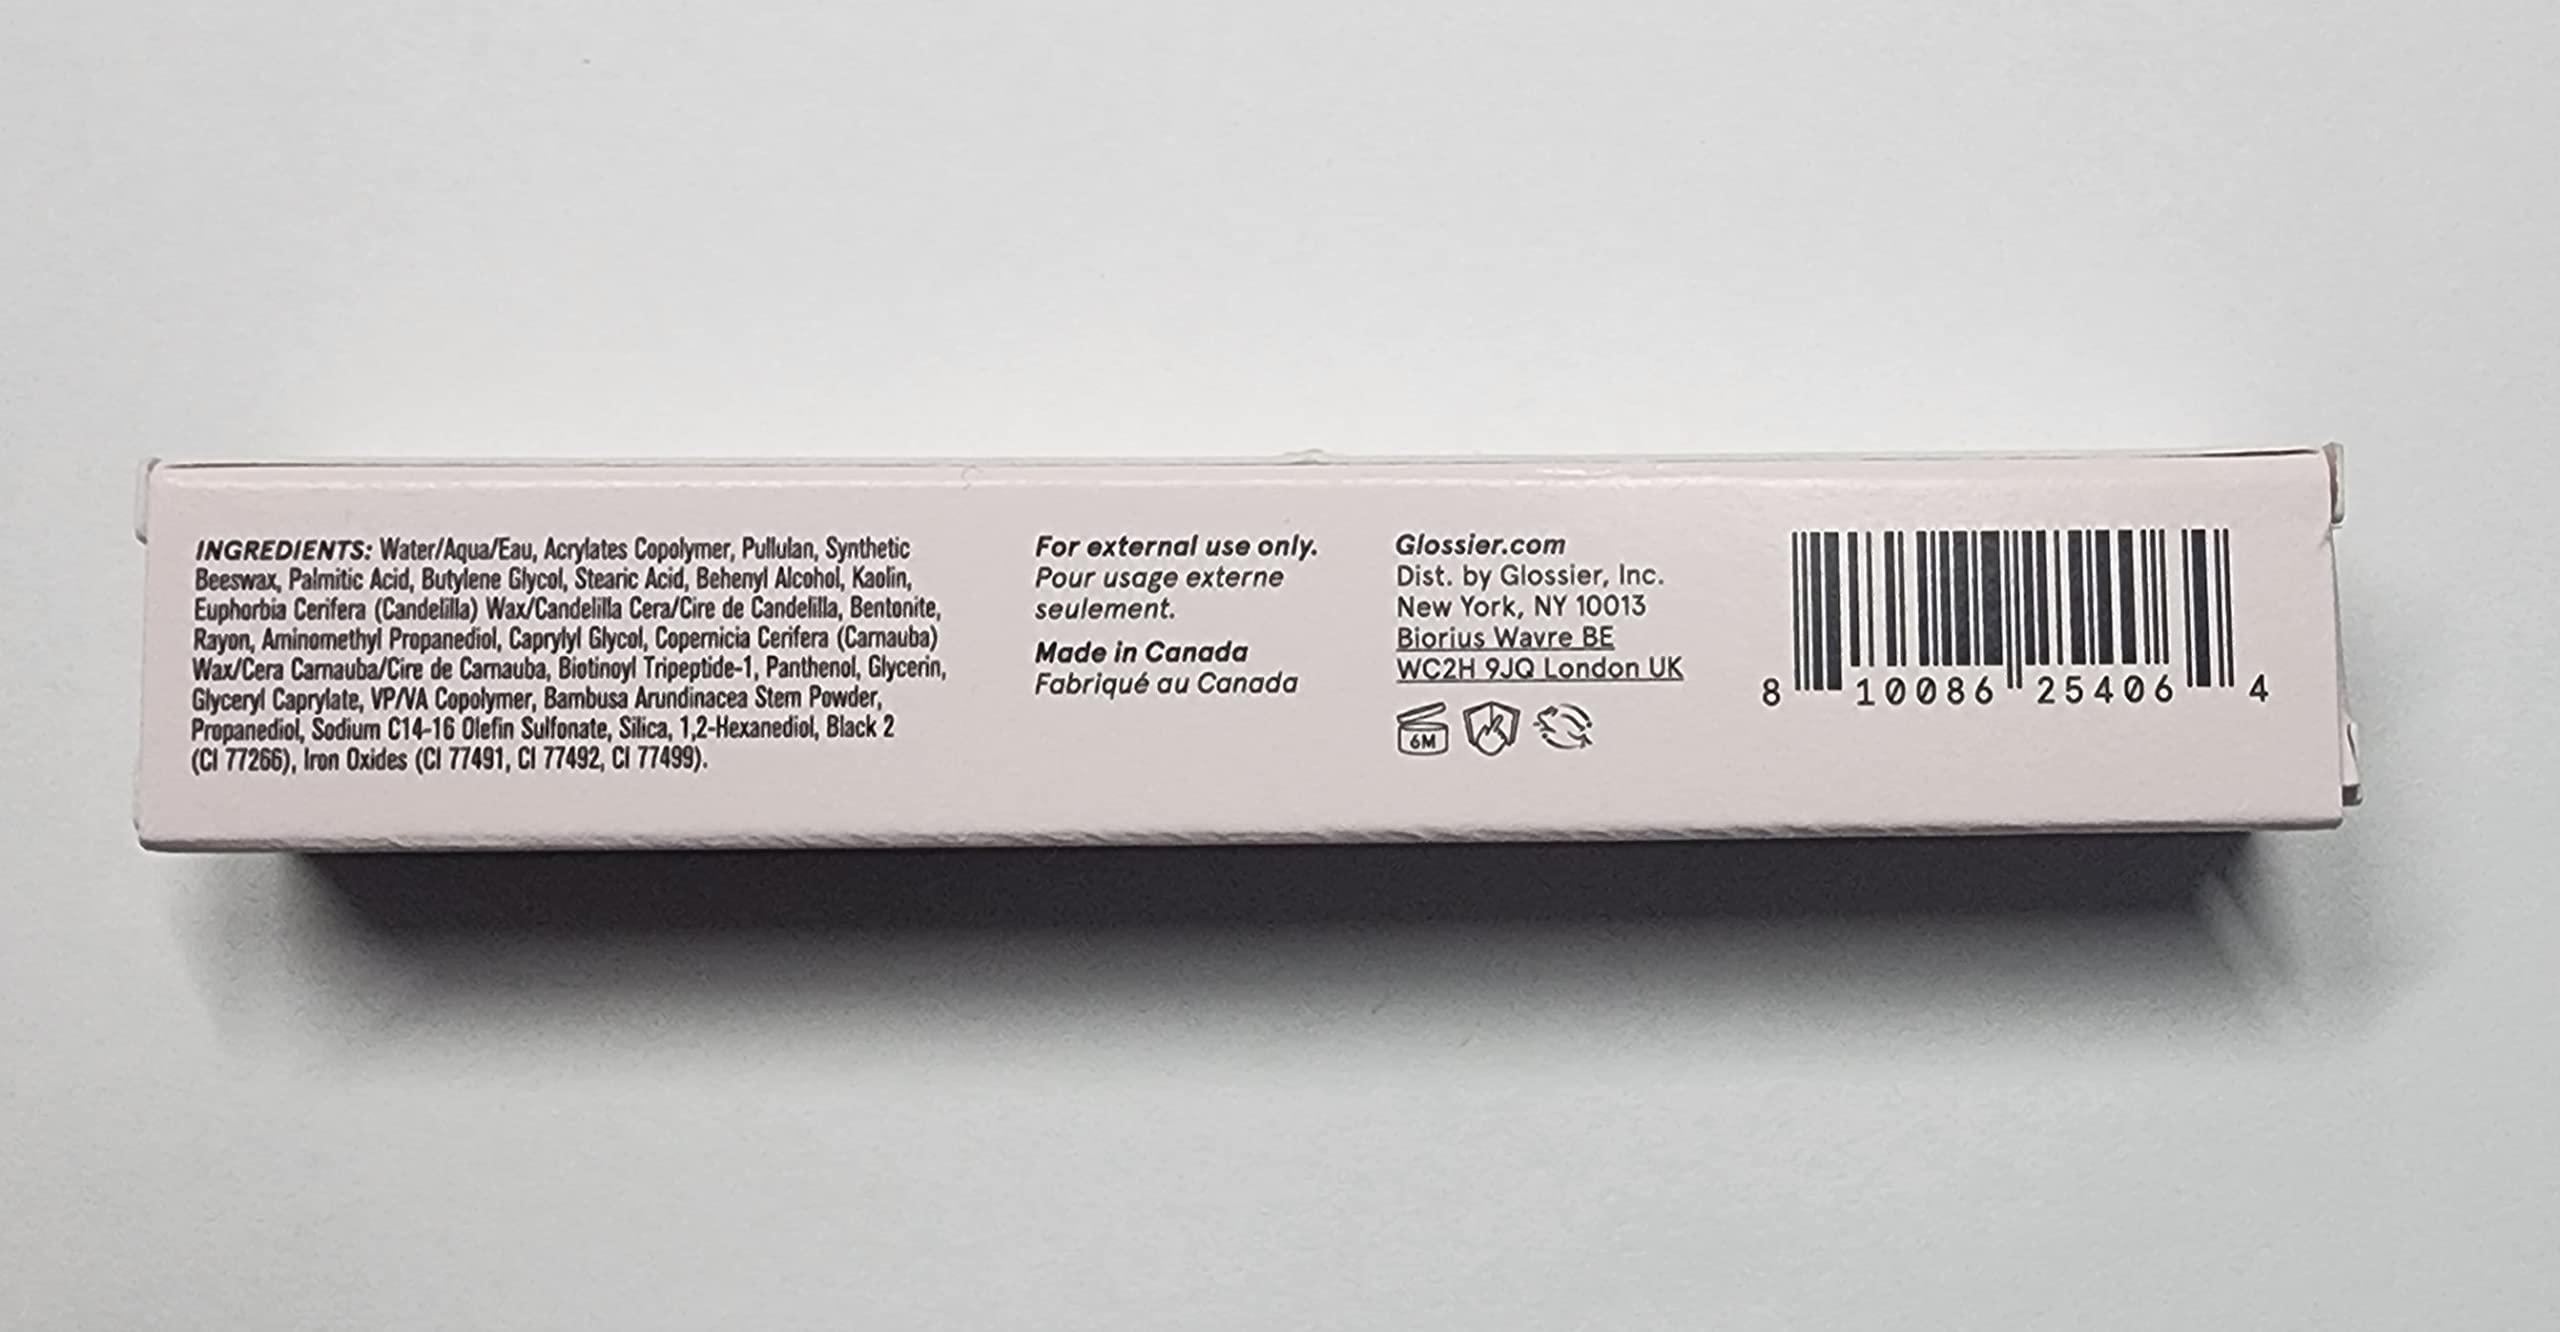 INGREDIENTS: Water/Aqua/Eau, Acrylates Copolymer, Pullulan, Synthetic
Beeswax, Palmitic Acid, Butylene Glycol, Stearic Acid, Behenyl Alcohol, Kaolin,
Euphorbia Cerifera (Candelilla) Wax/Candelilla Cera/Cire de Candelilla, Bentonite,
Rayon, Aminomethyl Propanediol, Caprylyl Glycol, Copernicia Cerifera (Carnauba)
Wax/Cera Carnauba/Cire de Carnauba, Biotinoyl Tripeptide-1, Panthenol, Glycerin,
Glyceryl Caprylate, VP/VA Copolymer, Bambusa Arundinacea Stem Powder,
Propanediol, Sodium C14-16 Olefin Sulfonate, Silica, 1,2-Hexanediol, Black 2
(CI 77266), Iron Oxides (CI 77491, CI 77492, CI 77499).
For external use only.
Pour usage externe
seulement.
Made in Canada
Fabriqué au Canada
Glossier.com
Dist. by Glossier, Inc.
New York, NY 10013
Biorius Wavre BE
WC2H 9JQ London UK
6M
8 10086 25406 4